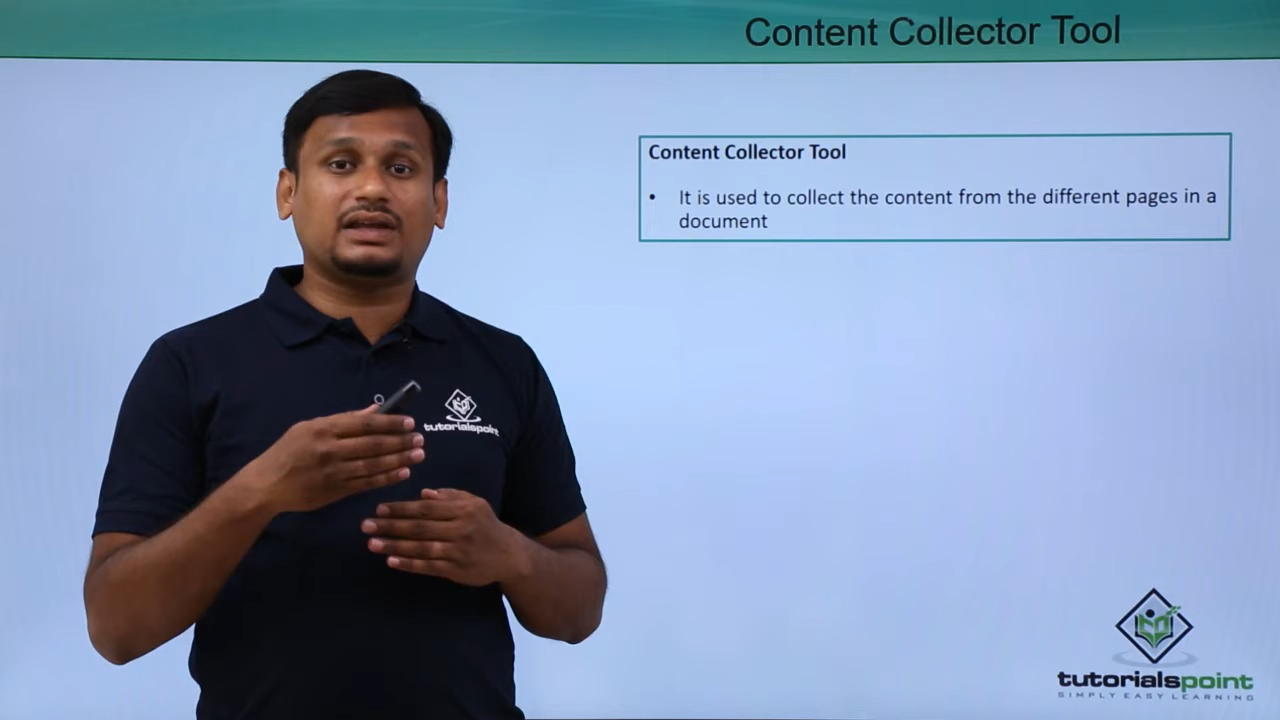 Content Collector Tool
Content Collector Tool
• It is used to collect the content from the different pages in a
document
tutorialspoint
tutorialspoint
SIMPLY EASY LEARNING